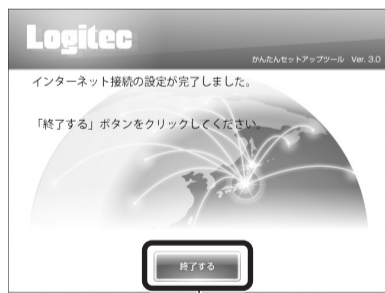 Logitec
かんたんセットアップツール Ver. 3.0
インターネット接続の設定が完了しました。
「終了する」ボタンをクリックしてください。
終了する